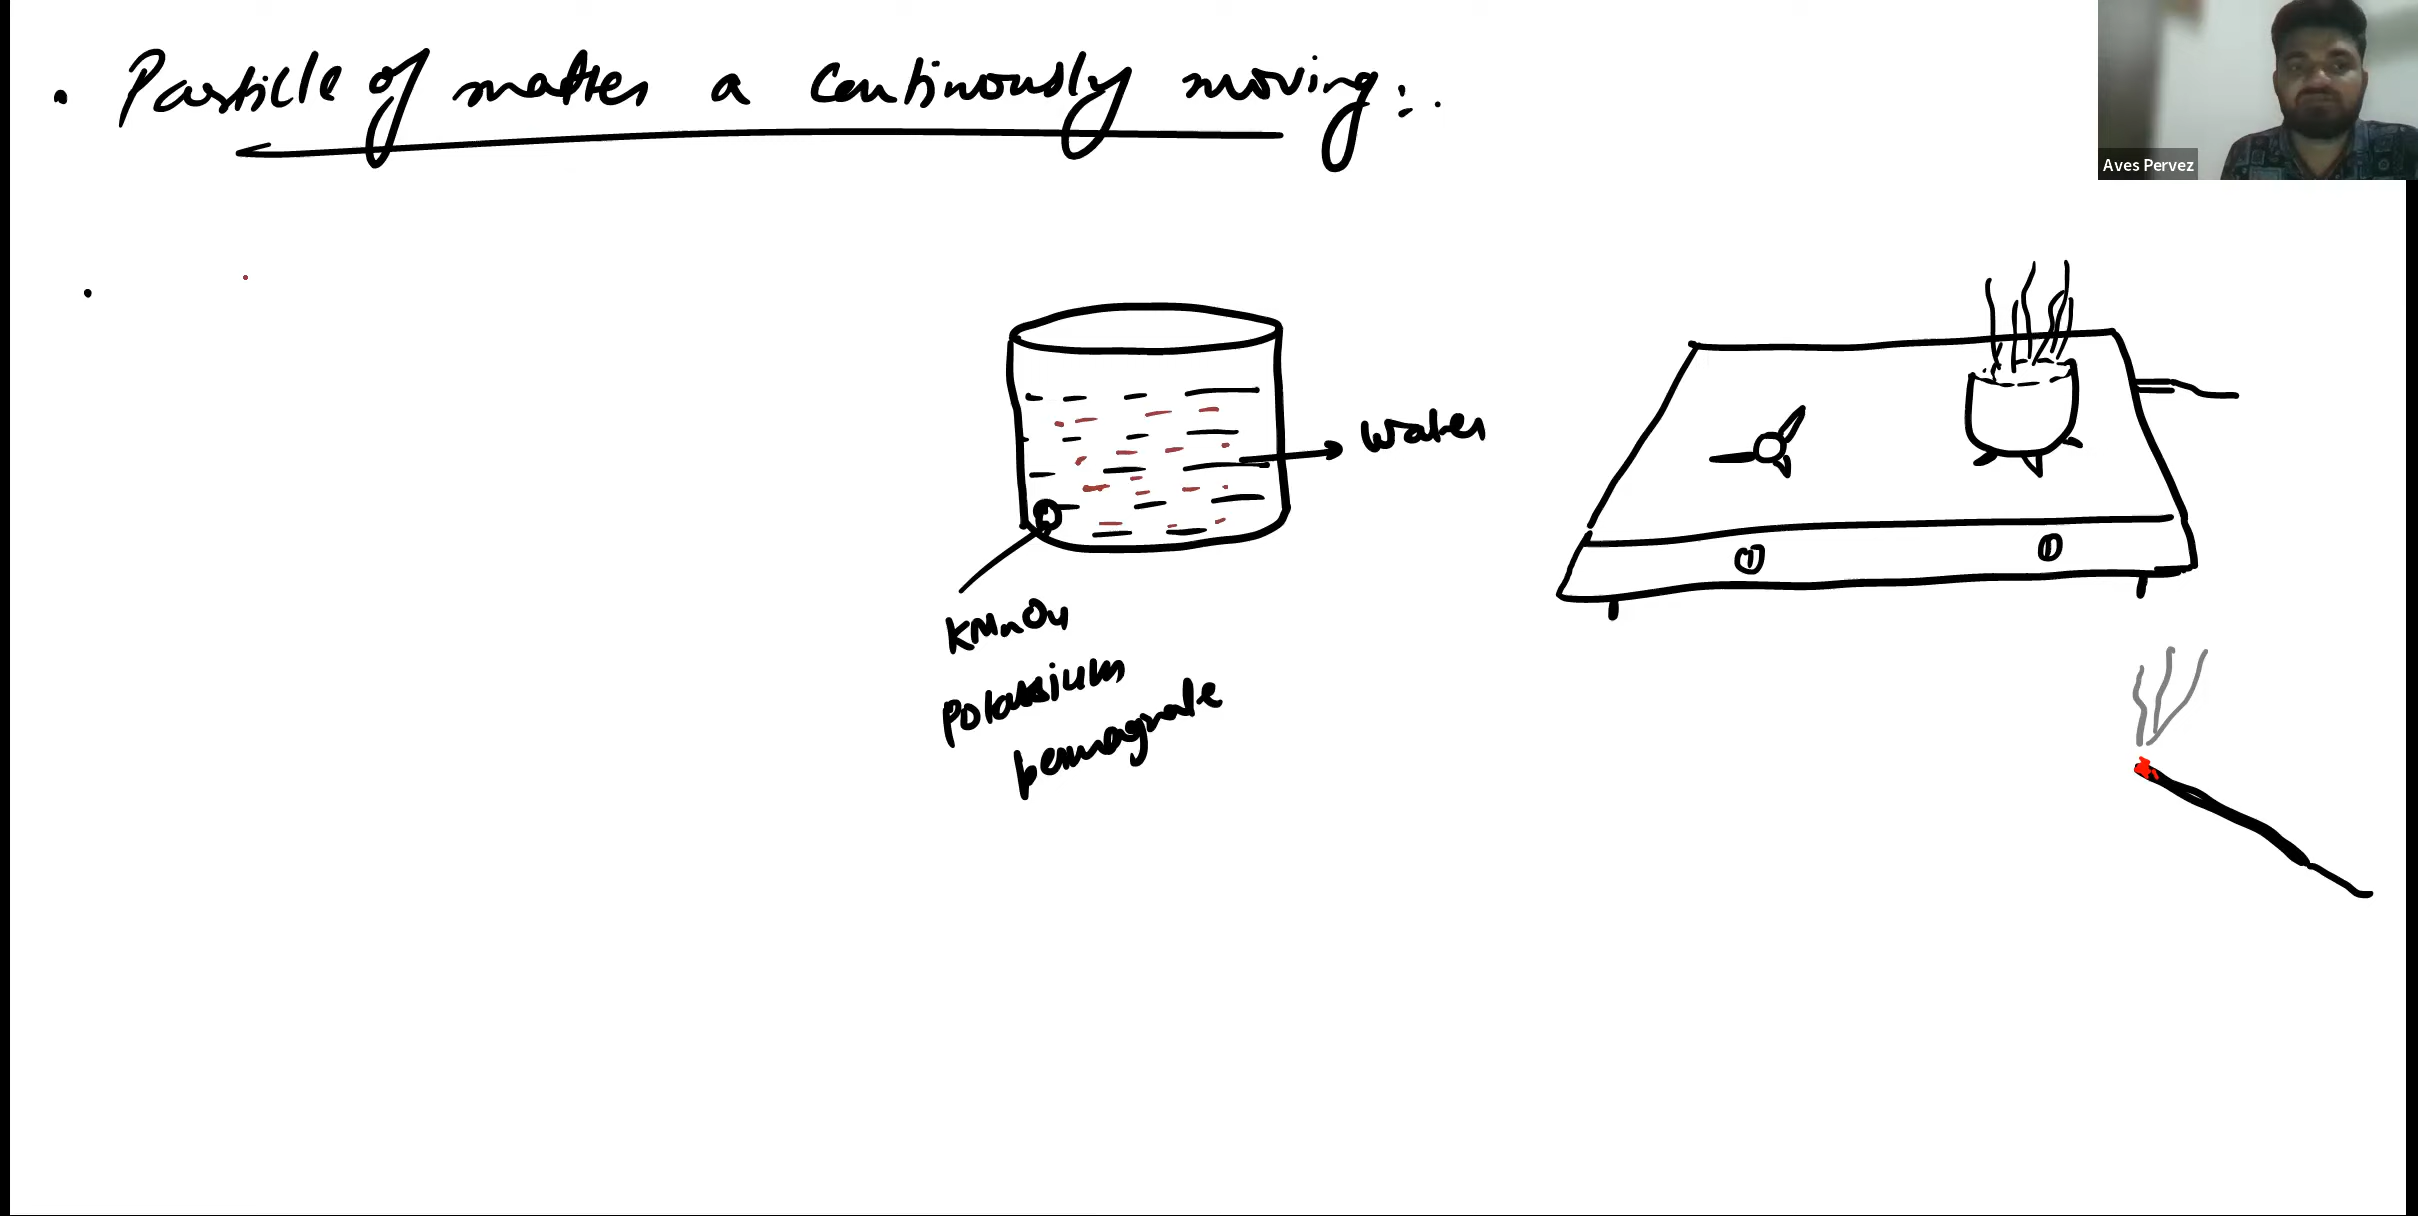 . Particle of matter a continously moving:.
Aves Pervez
Water
KMnO4
Potassium
permagnate